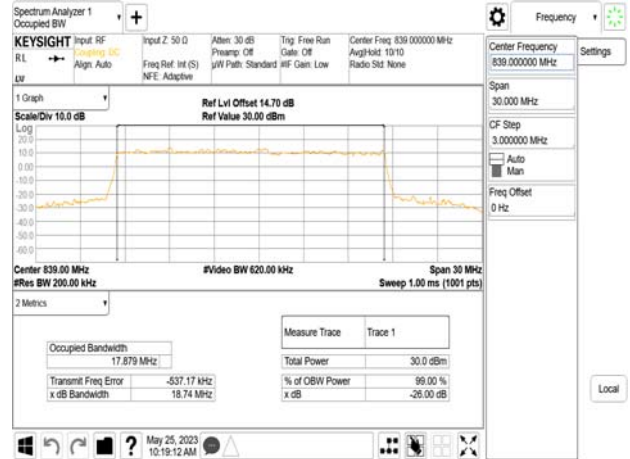 Spectrum Analyzer 1
Occupied BW
Frequency
KEYSIGHT
Input: RF
Coupling: DC
Align: Auto
RL
LV
Input Z: 50 Ω
Freq Ref: Int (S)
NFE: Adaptive
Atten: 30 dB
Preamp: Off
µW Path: Standard
Trig: Free Run
Gate: Off
#IF Gain: Low
Center Freq: 839.000000 MHz
Avg|Hold: 10/10
Radio Std: None
Center Frequency
839.000000 MHz
Settings
Span
30.000 MHz
CF Step
3.000000 MHz
Auto
Man
Freq Offset
0 Hz
Local
1 Graph
Scale/Div 10.0 dB
Ref Lvl Offset 14.70 dB
Ref Value 30.00 dBm
Log
20.0
10.0
0.00
-10.0
-20.0
-30.0
-40.0
-50.0
-60.0
Center 839.00 MHz
#Video BW 620.00 kHz
Span 30 MHz
#Res BW 200.00 kHz
Sweep 1.00 ms (1001 pts)
2 Metrics
Measure Trace
Trace 1
Occupied Bandwidth
17.879 MHz
Total Power
30.0 dBm
Transmit Freq Error
-537.17 kHz
% of OBW Power
99.00 %
x dB Bandwidth
18.74 MHz
x dB
-26.00 dB
May 25, 2023
10:19:12 AM